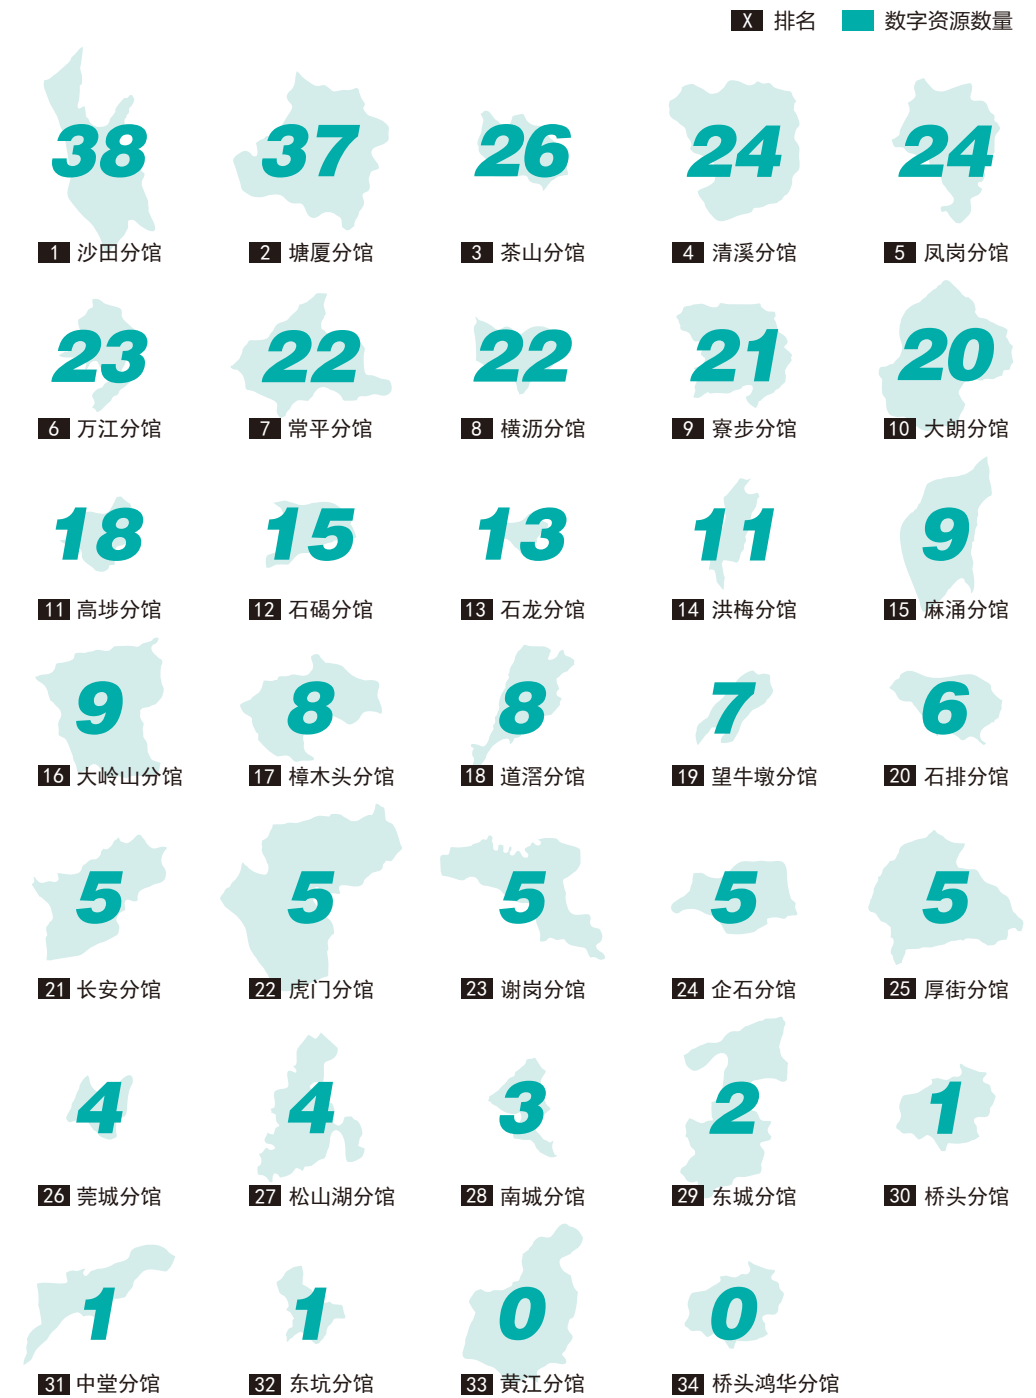 X 排名 数字资源数量
38 37 26 24 24
1 沙田分馆 2 塘厦分馆 3 茶山分馆 4 清溪分馆 5 凤岗分馆
23 22 22 21 20
6 万江分馆 7 常平分馆 8 横沥分馆 9 寮步分馆 10 大朗分馆
18 15 13 11 9
11 高埗分馆 12 石碣分馆 13 石龙分馆 14 洪梅分馆 15 麻涌分馆
9 8 8 7 6
16 大岭山分馆 17 樟木头分馆 18 道滘分馆 19 望牛墩分馆 20 石排分馆
5 5 5 5 5
21 长安分馆 22 虎门分馆 23 谢岗分馆 24 企石分馆 25 厚街分馆
4 4 3 2 1
26 莞城分馆 27 松山湖分馆 28 南城分馆 29 东城分馆 30 桥头分馆
1 1 0 0
31 中堂分馆 32 东坑分馆 33 黄江分馆 34 桥头鸿华分馆